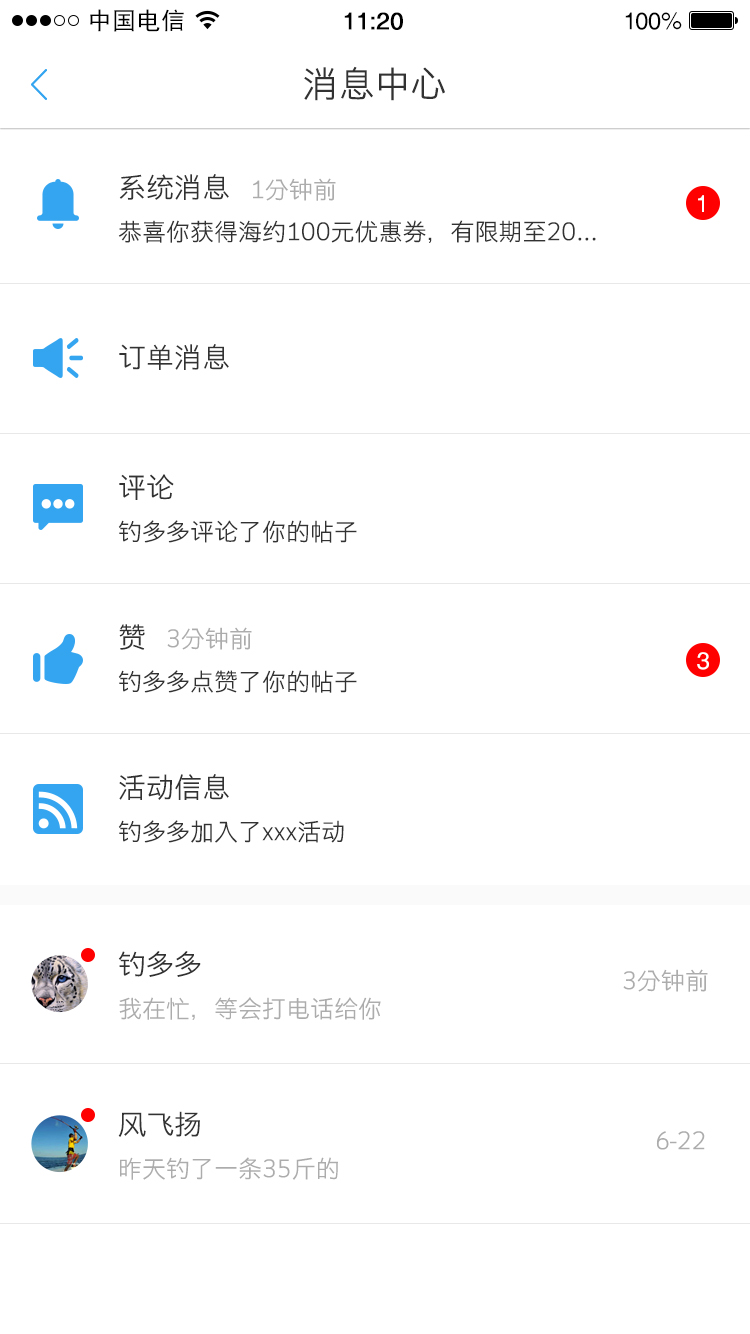 中国电信 11:20 100%
消息中心
系统消息 1分钟前
恭喜你获得海约100元优惠券，有限期至20...
1
订单消息
评论
钓多多评论了你的帖子
赞 3分钟前
钓多多点赞了你的帖子
3
活动信息
钓多多加入了xxx活动
钓多多
3分钟前
我在忙，等会打电话给你
风飞扬
6-22
昨天钓了一条35斤的